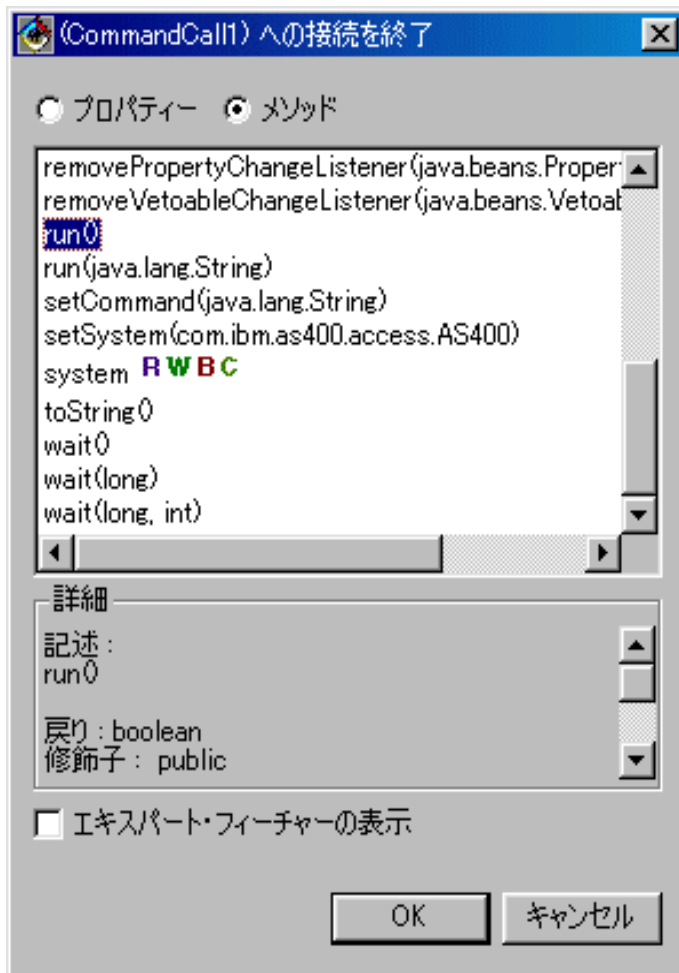 (CommandCall1) への接続を終了
プロパティー メソッド
removePropertyChangeListener(java.beans.Proper
removeVetoableChangeListener(java.beans.Vetoab
run()
run(java.lang.String)
setCommand(java.lang.String)
setSystem(com.ibm.as400.access.AS400)
system R W B C
toString()
wait()
wait(long)
wait(long, int)
詳細
記述 :
run()
戻り : boolean
修飾子 : public
エキスパート・フィーチャーの表示
OK キャンセル